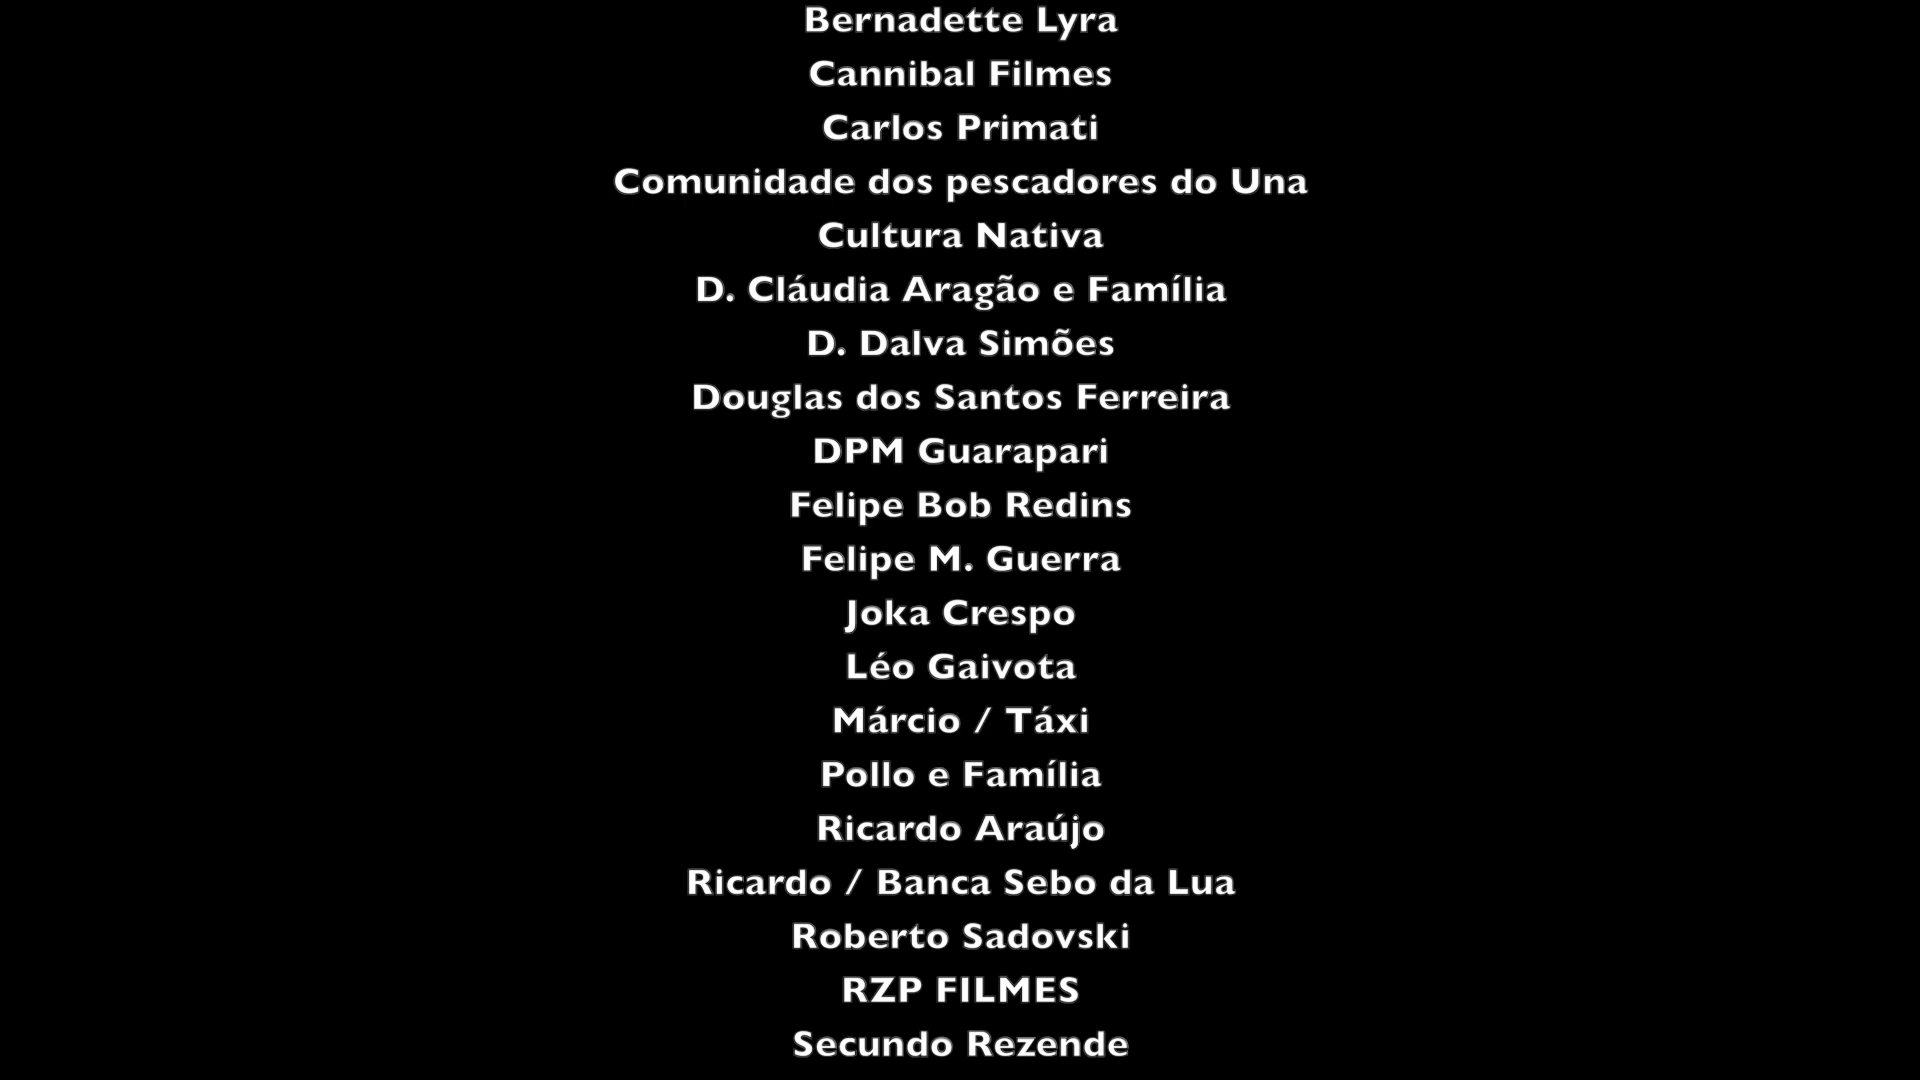 Bernadette Lyra
Cannibal Filmes
Carlos Primati
Comunidade dos pescadores do Una
Cultura Nativa
D. Cláudia Aragão e Família
D. Dalva Simões
Douglas dos Santos Ferreira
DPM Guarapari
Felipe Bob Redins
Felipe M. Guerra
Joka Crespo
Léo Gaivota
Márcio / Táxi
Pollo e Família
Ricardo Araújo
Ricardo / Banca Sebo da Lua
Roberto Sadovski
RZP FILMES
Secundo Rezende